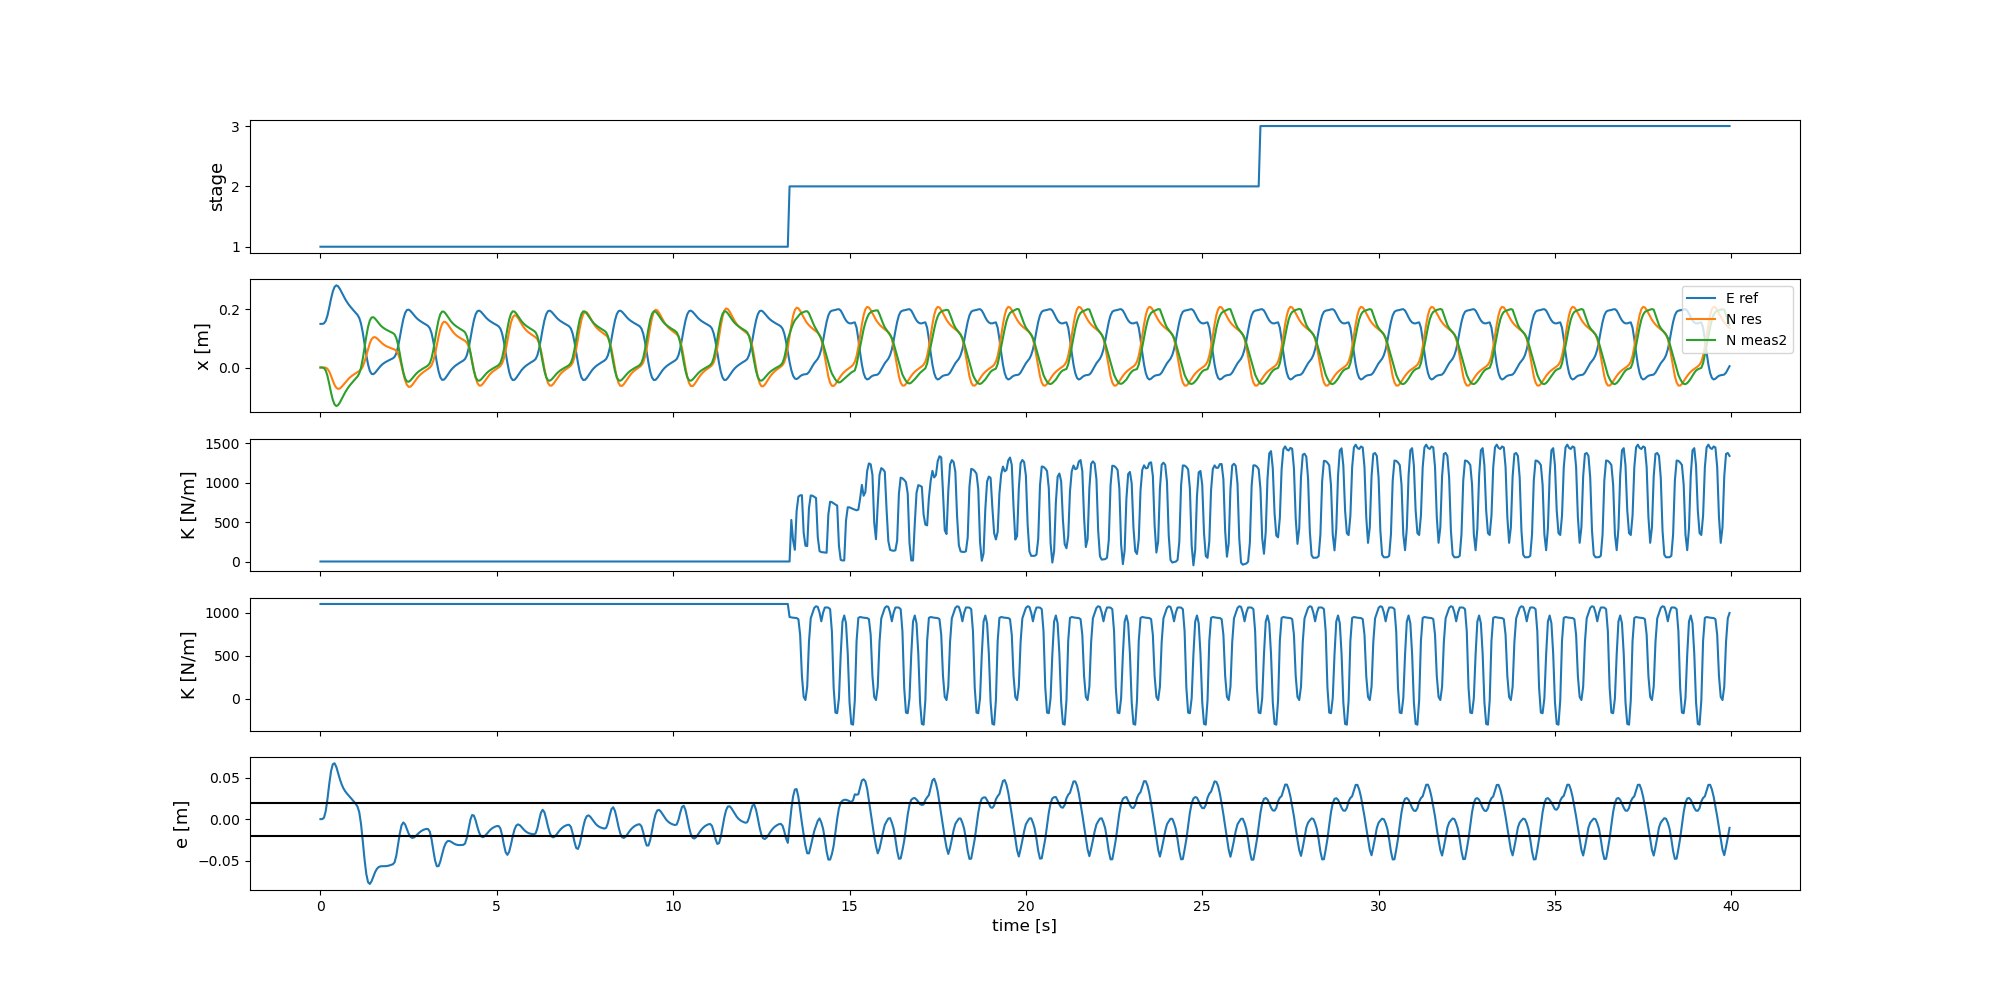 3
2
1
stage
0.2
0.0
x [m]
E ref
N res
N meas2
1500
1000
500
0
K [N/m]
1000
500
0
K [N/m]
0.05
0.00
−0.05
e [m]
0 5 10 15 20 25 30 35 40
time [s]